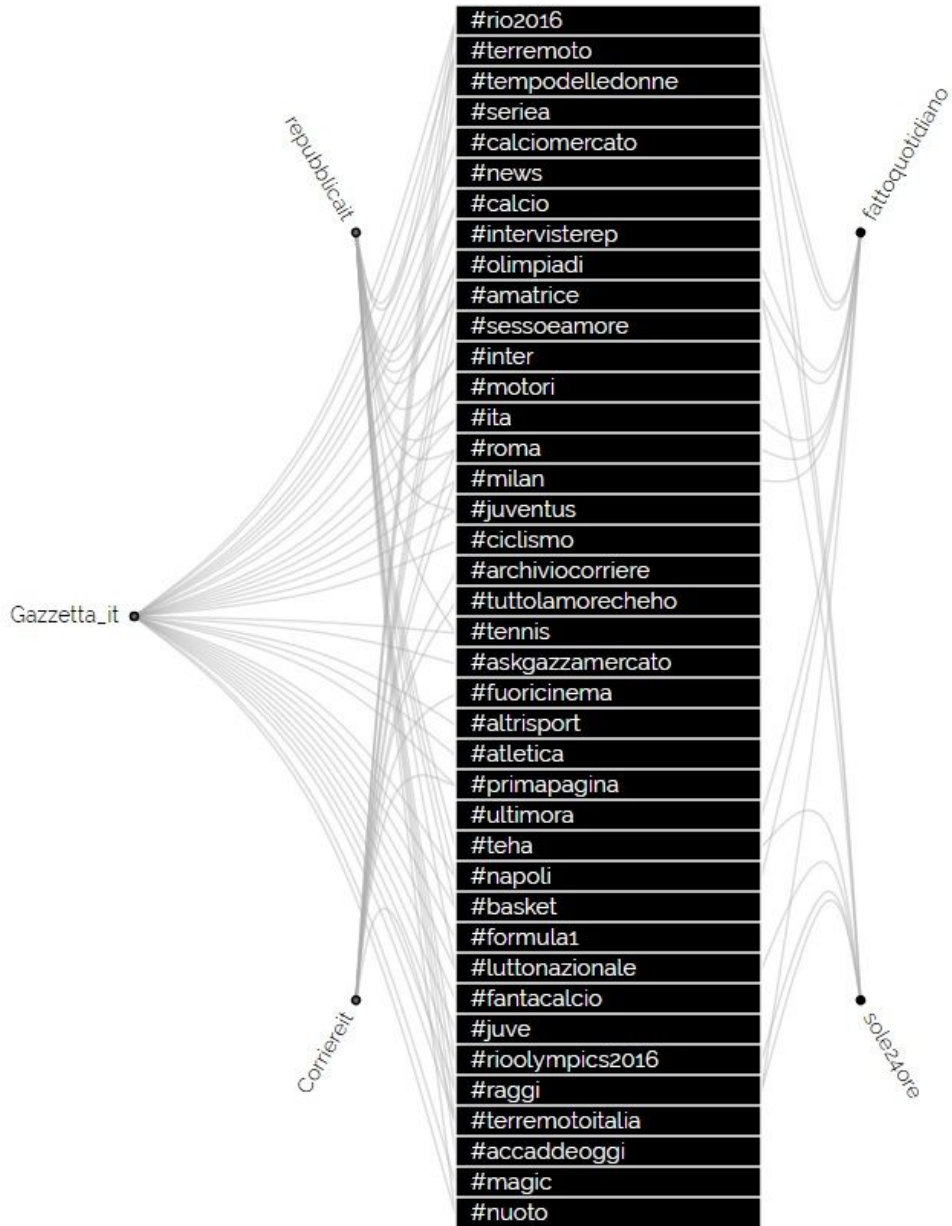 #rio2016
#terremoto
#tempodelledonne
#seriea
#calciomercato
#news
#calcio
#intervisterep
#olimpiadi
#amatrice
#sessoeamore
#inter
#motori
#ita
#roma
#milan
#juventus
#ciclismo
#archiviocorriere
#tuttolamorecheho
#tennis
#askgazzamercato
#fuoricinema
#altrisport
#atletica
#primapagina
#ultimora
#teha
#napoli
#basket
#formula1
#luttonazionale
#fantacalcio
#juve
#rioolympics2016
#raggi
#terremotoitalia
#accaddeoggi
#magic
#nuoto
repubblicait
Gazzetta_it
Corriereit
fattoquotidiano
sole24ore